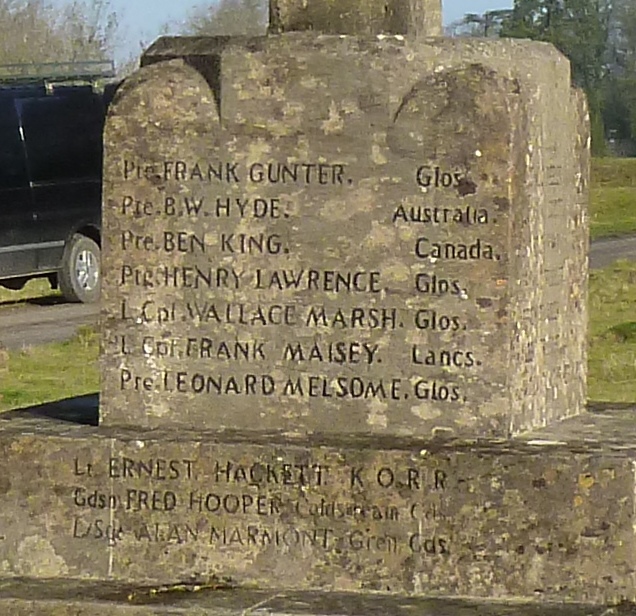 Pte. FRANK GUNTER. Glos.
Pte. B.W. HYDE. Australia.
Pte. BEN KING. Canada.
Pte. HENRY LAWRENCE. Glos.
L.Cpl. WALLACE MARSH. Glos.
L.Cpl. FRANK MAISEY. Lancs.
Pte. LEONARD MELSOME. Glos.
Lt. ERNEST HACKETT K.O.R.R
Gdsn FRED HOOPER Coldstream Gds.
L/Sgt ALAN MARMONT. Gren Gds.